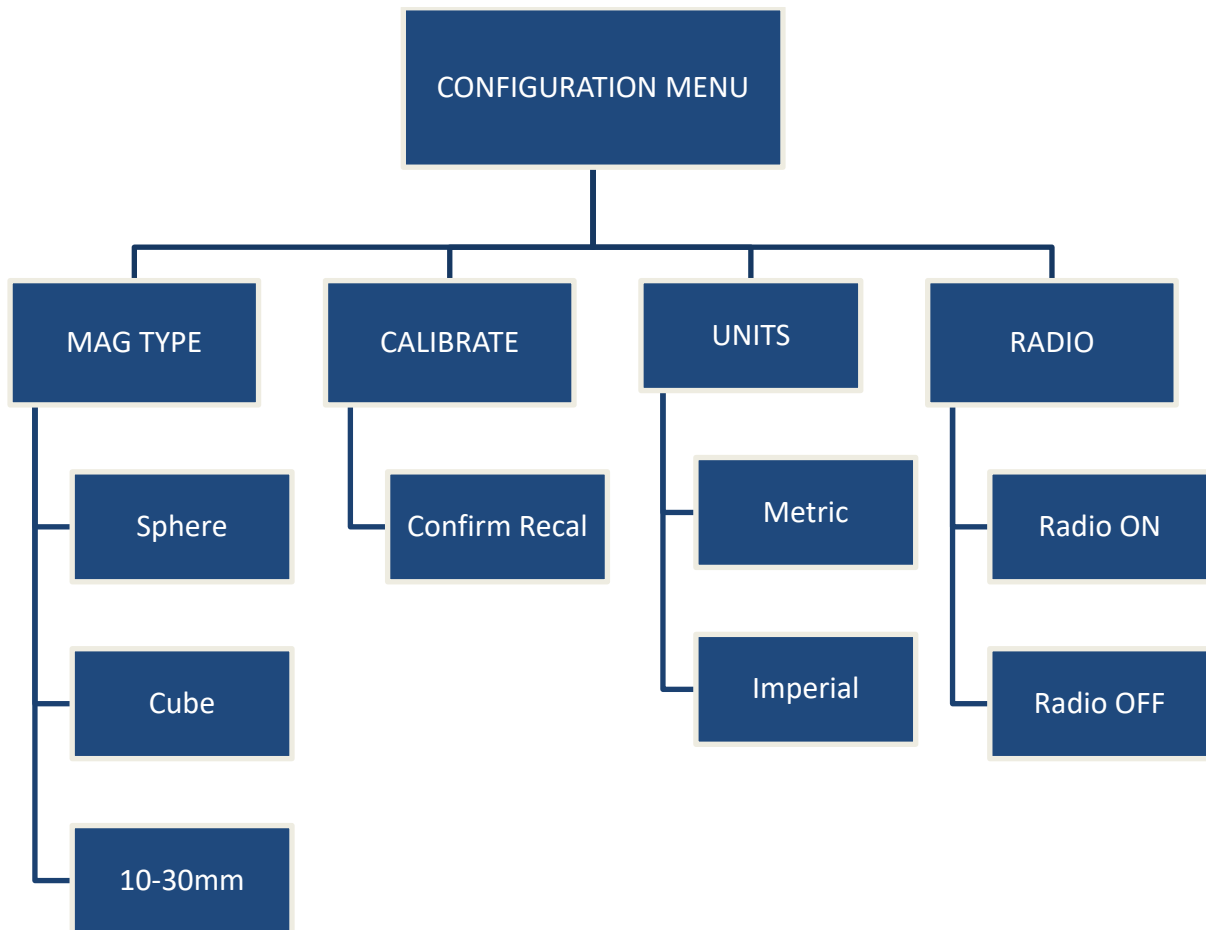 CONFIGURATION MENU
MAG TYPE
Sphere
Cube
10-30mm
CALIBRATE
Confirm Recal
UNITS
Metric
Imperial
RADIO
Radio ON
Radio OFF